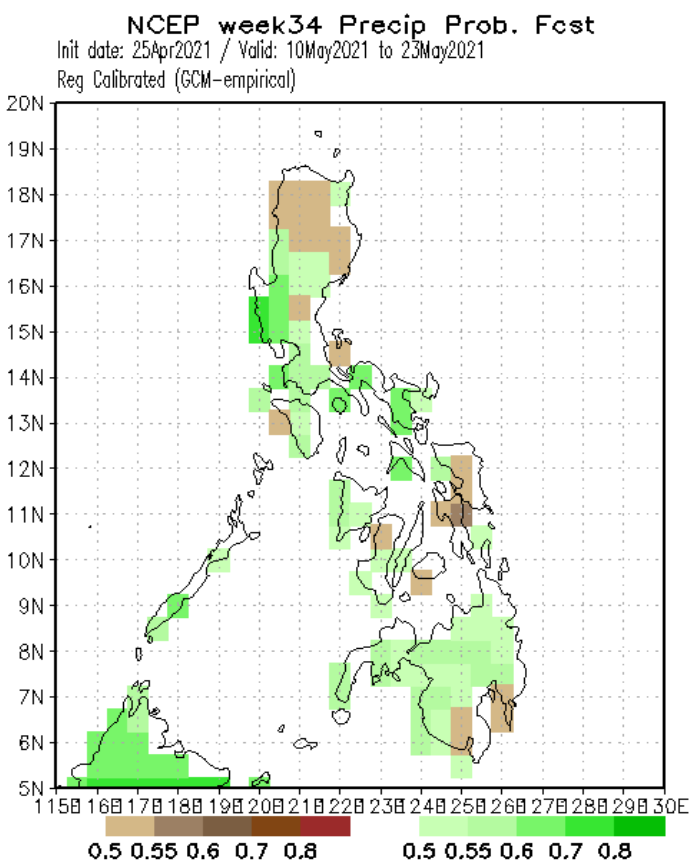 NCEP week34 Precip Prob. Fcst
Init date: 25Apr2021 / Valid: 10May2021 to 23May2021
Reg Calibrated (GCM-empirical)
20N
19N
18N
17N
16N
15N
14N
13N
12N
11N
10N
9N
8N
7N
6N
5N
115E 116E 117E 118E 119E 120E 121E 122E 123E 124E 125E 126E 127E 128E 129E 130E
0.5 0.55 0.6 0.7 0.8 0.5 0.55 0.6 0.7 0.8